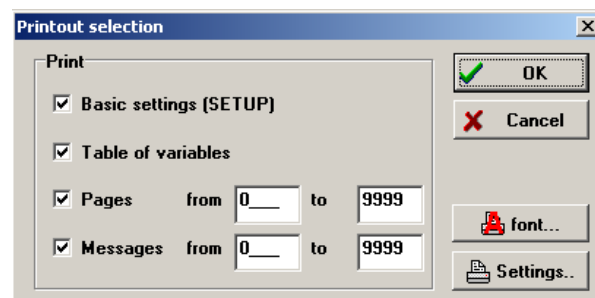 Printout selection
Print
Basic settings (SETUP)
Table of variables
Pages from 0___ to 9999
Messages from 0___ to 9999
OK
Cancel
font...
Settings..